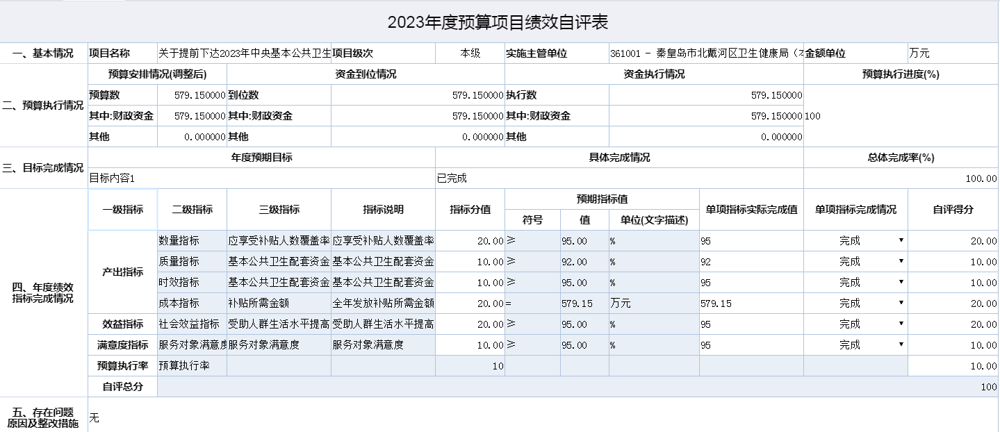 2023年度预算项目绩效自评表
一、基本情况 项目名称 关于提前下达2023年中央基本公共卫生 项目级次 本级 实施主管单位 361001 - 秦皇岛市北戴河区卫生健康局（ 金额单位 万元
预算安排情况(调整后) 资金到位情况 资金执行情况 预算执行进度(%)
二、预算执行情况
预算数 579.150000 到位数 579.150000 执行数 579.150000
其中:财政资金 579.150000 其中:财政资金 579.150000 其中:财政资金 579.150000 100
其他 0.000000 其他 0.000000 其他 0.000000
三、目标完成情况
年度预期目标 具体完成情况 总体完成率(%)
目标内容1 已完成 100.00
四、年度绩效
指标完成情况
一级指标 二级指标 三级指标 指标说明 指标分值 预期指标值 单项指标实际完成值 单项指标完成情况 自评得分
符号 值 单位(文字描述)
产出指标
数量指标 应享受补贴人数覆盖率 应享受补贴人数覆盖率 20.00 ≥ 95.00 % 95 完成 20.00
质量指标 基本公共卫生配套资金 基本公共卫生配套资金 10.00 ≥ 92.00 % 92 完成 10.00
时效指标 基本公共卫生配套资金 基本公共卫生配套资金 10.00 ≥ 95.00 % 95 完成 10.00
成本指标 补贴所需金额 全年发放补贴所需金额 20.00 = 579.15 万元 579.15 完成 20.00
效益指标 社会效益指标 受助人群生活水平提高 受助人群生活水平提高 20.00 ≥ 95.00 % 95 完成 20.00
满意度指标 服务对象满意度 服务对象满意度 服务对象满意度 10.00 ≥ 95.00 % 95 完成 10.00
预算执行率 预算执行率 10 10.00
自评总分 100
五、存在问题
原因及整改措施
无